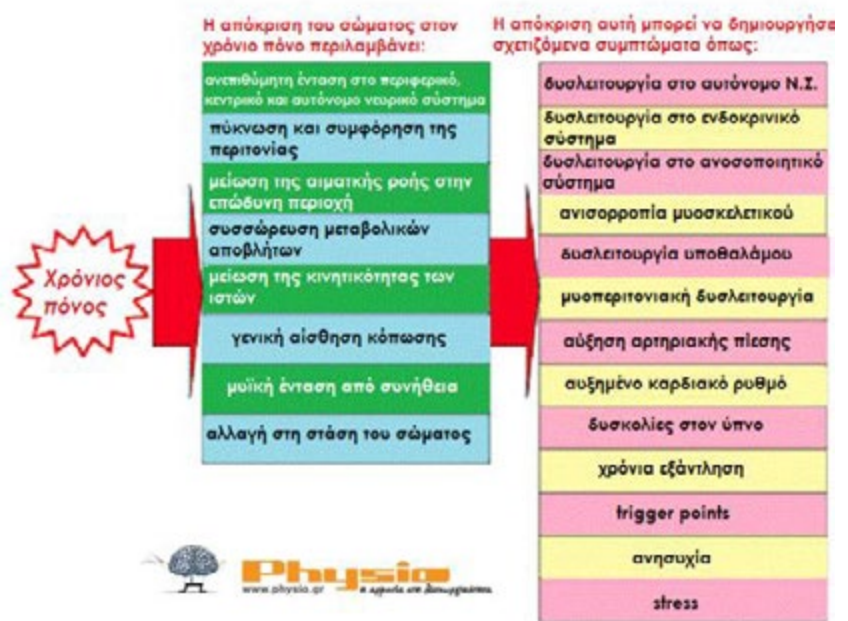 Η απόκριση του σώματος στον
χρόνιο πόνο περιλαμβάνει:
Η απόκριση αυτή μπορεί να δημιουργήσε
σχετιζόμενα συμπτώματα όπως:
Χρόνιος
πόνος
ανεπιθύμητη ένταση στο περιφερικό,
κεντρικό και αυτόνομο νευρικό σύστημα
πύκνωση και συμφόρηση της
περιτονίας
μείωση της αιματκής ροής στην
επώδυνη περιοχή
συσσώρευση μεταβολικών
αποβλήτων
μείωση της κινητικότητας των
ιστών
γενική αίσθηση κόπωσης
μυϊκή ένταση από συνήθεια
αλλαγή στη στάση του σώματος
δυσλειτουργία στο αυτόνομο Ν.Σ.
δυσλειτουργία στο ενδοκρινικό
σύστημα
δυσλειτουργία στο ανοσοποιητικό
σύστημα
ανισορροπία μυοσκελετικού
δυσλειτουργία υποθαλάμου
μυοπεριτονιακή δυσλειτουργία
αύξηση αρτηριακής πίεσης
αυξημένο καρδιακό ρυθμό
δυσκολίες στον ύπνο
χρόνια εξάντληση
trigger points
ανησυχία
stress
Physio
www.physio.gr